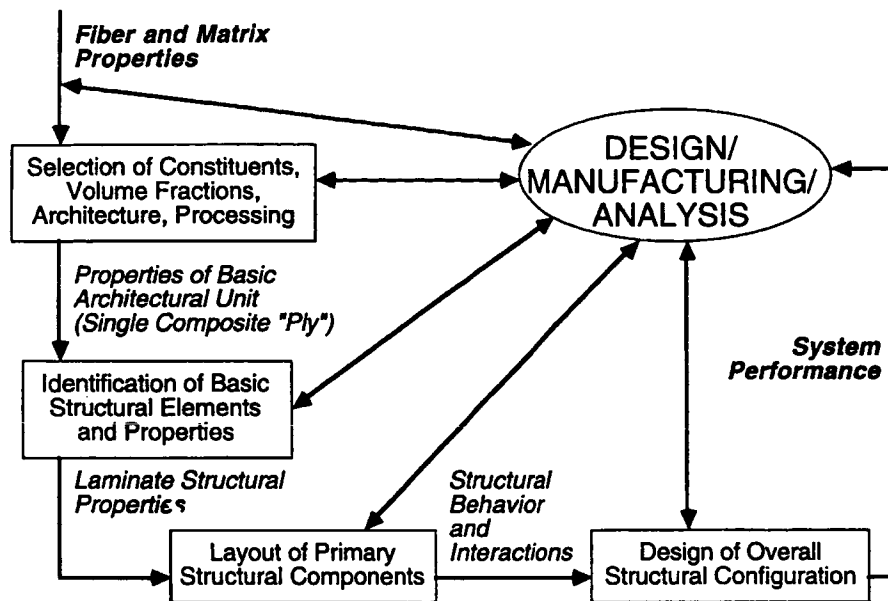 Fiber and Matrix
Properties
Selection of Constituents,
Volume Fractions,
Architecture, Processing
DESIGN/
MANUFACTURING/
ANALYSIS
Properties of Basic
Architectural Unit
(Single Composite "Ply")
Identification of Basic
Structural Elements
and Properties
System
Performance
Laminate Structural
Properties
Structural
Behavior
and
Interactions
Layout of Primary
Structural Components
Design of Overall
Structural Configuration